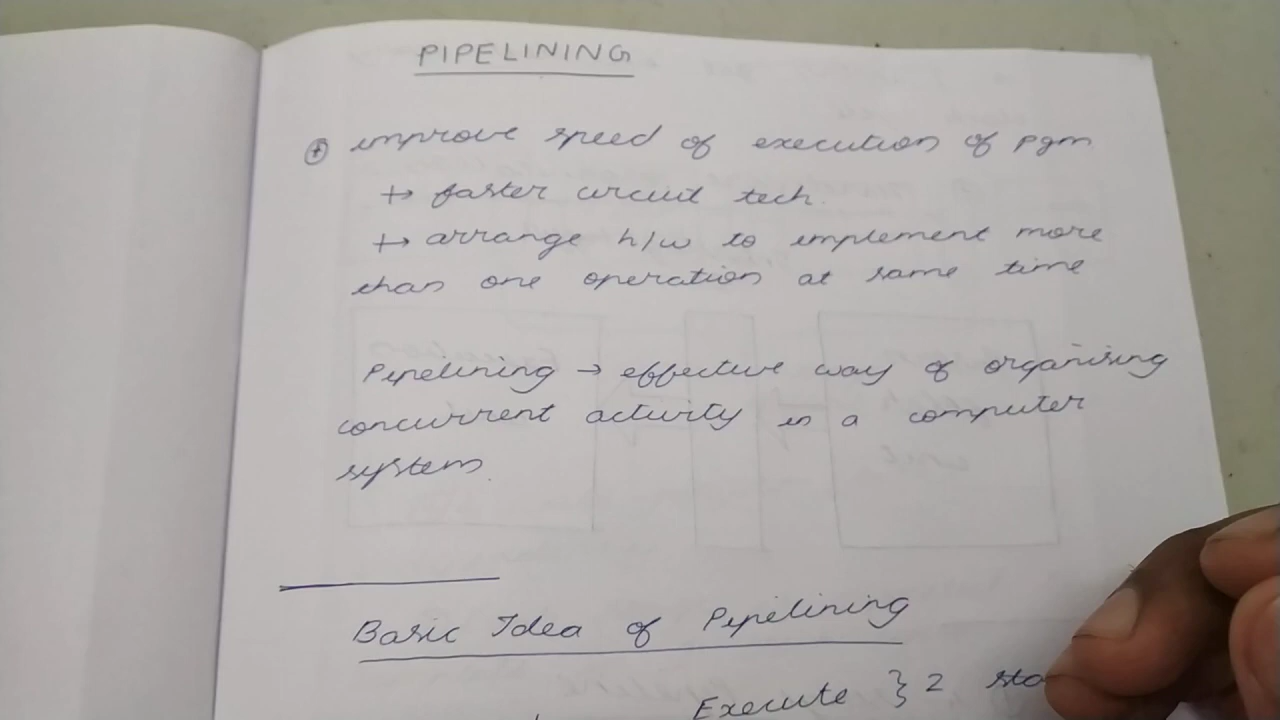 PIPELINING
⊕ improve speed of execution of pgm
↦ faster circuit tech.
↦ arrange h/w to implement more
than one operation at same time
Pipelining → effective way of organising
concurrent activity in a computer
system.
Basic Idea of Pipelining
Execute } 2